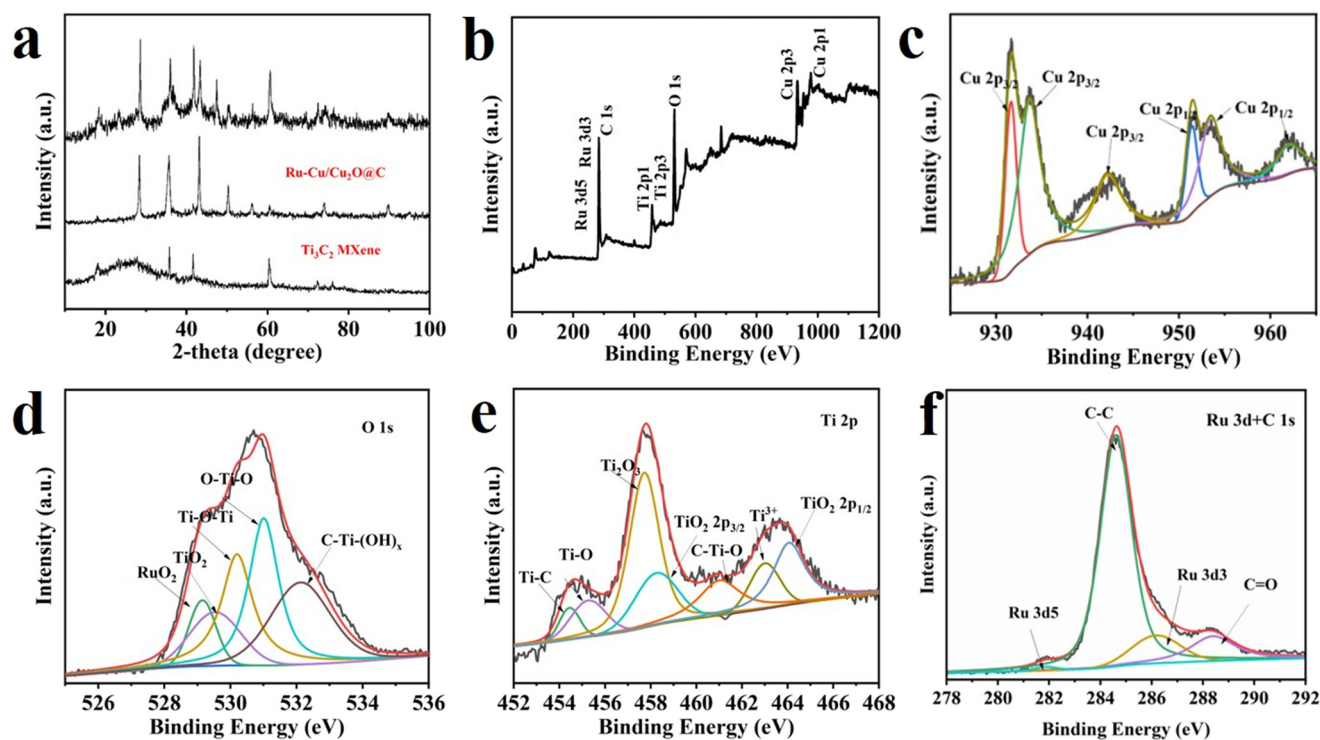 a
Intensity (a.u.)
Ru-Cu/Cu₂O@C
Ti₃C₂ MXene
20 40 60 80 100
2-theta (degree)
b
Intensity (a.u.)
Ru 3d5
Ru 3d3
C 1s
Ti 2p1
Ti 2p3
O 1s
Cu 2p3
Cu 2p1
0 200 400 600 800 1000 1200
Binding Energy (eV)
c
Intensity (a.u.)
Cu 2p₃/₂
Cu 2p₃/₂
Cu 2p₃/₂
Cu 2p₁
Cu 2p₁/₂
Cu 2p₁/₂
930 940 950 960
Binding Energy (eV)
d
Intensity (a.u.)
O 1s
O-Ti-O
Ti-O-Ti
TiO₂
RuO₂
C-Ti-(OH)ₓ
526 528 530 532 534 536
Binding Energy (eV)
e
Intensity (a.u.)
Ti 2p
Ti₂O₃
TiO₂ 2p₃/₂
Ti³⁺
TiO₂ 2p₁/₂
C-Ti-O
Ti-O
Ti-C
452 454 456 458 460 462 464 466 468
Binding Energy (eV)
f
Intensity (a.u.)
Ru 3d+C 1s
C-C
Ru 3d3
C=O
Ru 3d5
278 280 282 284 286 288 290 292
Binding Energy (eV)